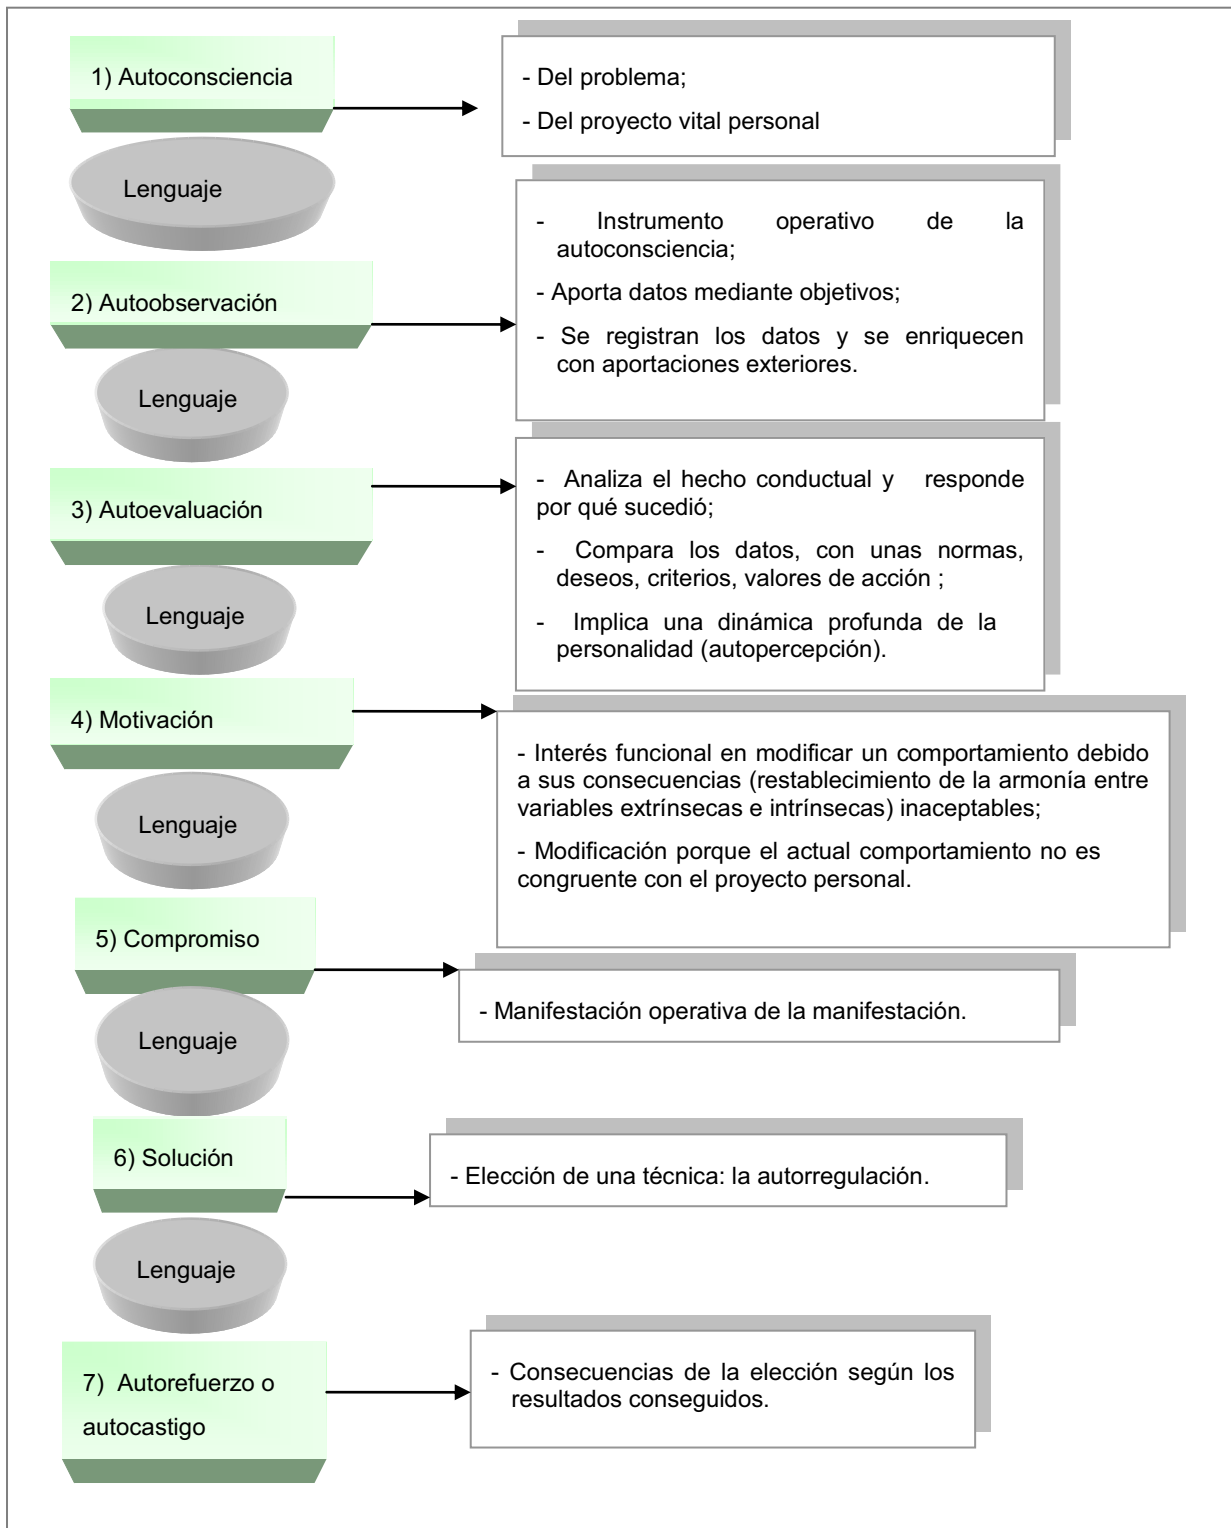 1) Autoconsciencia
- Del problema;
- Del proyecto vital personal
Lenguaje
2) Autoobservación
- Instrumento operativo de la
autoconsciencia;
- Aporta datos mediante objetivos;
- Se registran los datos y se enriquecen
con aportaciones exteriores.
Lenguaje
3) Autoevaluación
- Analiza el hecho conductual y responde
por qué sucedió;
- Compara los datos, con unas normas,
deseos, criterios, valores de acción ;
- Implica una dinámica profunda de la
personalidad (autopercepción).
Lenguaje
4) Motivación
- Interés funcional en modificar un comportamiento debido
a sus consecuencias (restablecimiento de la armonía entre
variables extrínsecas e intrínsecas) inaceptables;
- Modificación porque el actual comportamiento no es
congruente con el proyecto personal.
Lenguaje
5) Compromiso
- Manifestación operativa de la manifestación.
Lenguaje
6) Solución
- Elección de una técnica: la autorregulación.
Lenguaje
7) Autorefuerzo o
autocastigo
- Consecuencias de la elección según los
resultados conseguidos.